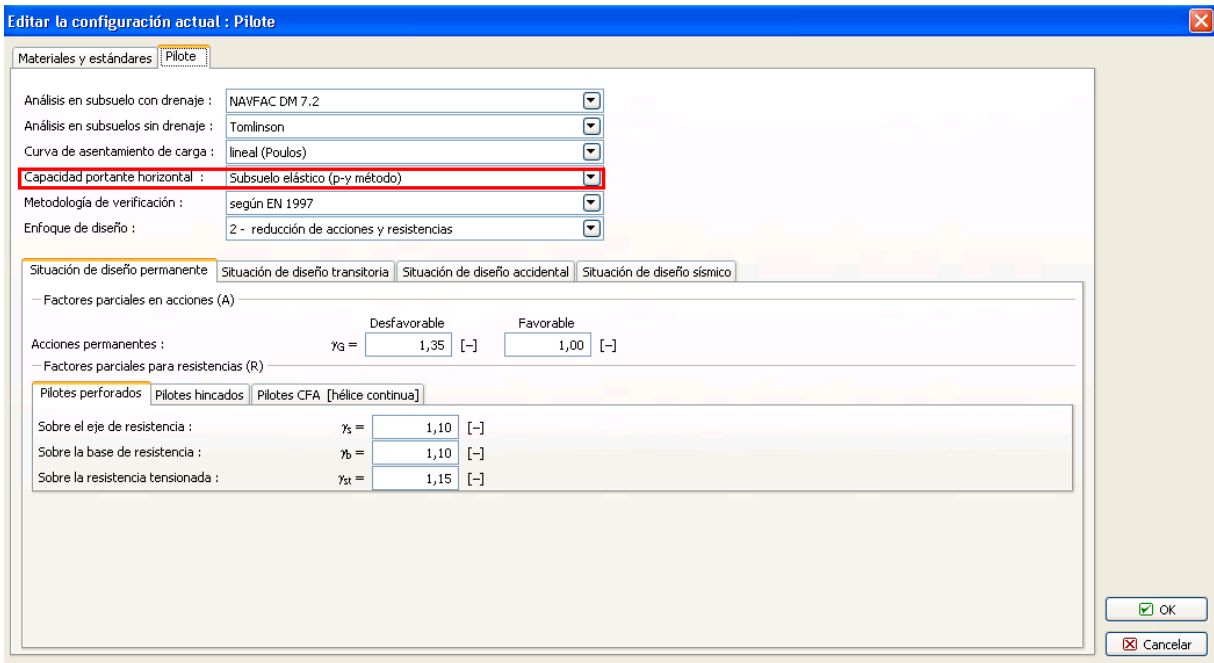 Editar la configuración actual : Pilote
Materiales y estándares Pilote
Análisis en subsuelo con drenaje : NAVFAC DM 7.2
Análisis en subsuelos sin drenaje : Tomlinson
Curva de asentamiento de carga : lineal (Poulos)
Capacidad portante horizontal : Subsuelo elástico (p-y método)
Metodología de verificación : según EN 1997
Enfoque de diseño : 2 - reducción de acciones y resistencias
Situación de diseño permanente Situación de diseño transitoria Situación de diseño accidental Situación de diseño sísmico
Factores parciales en acciones (A)
Desfavorable Favorable
Acciones permanentes : γG = 1,35 [–] 1,00 [–]
Factores parciales para resistencias (R)
Pilotes perforados Pilotes hincados Pilotes CFA [hélice continua]
Sobre el eje de resistencia : γs = 1,10 [–]
Sobre la base de resistencia : γb = 1,10 [–]
Sobre la resistencia tensionada : γst = 1,15 [–]
OK
Cancelar